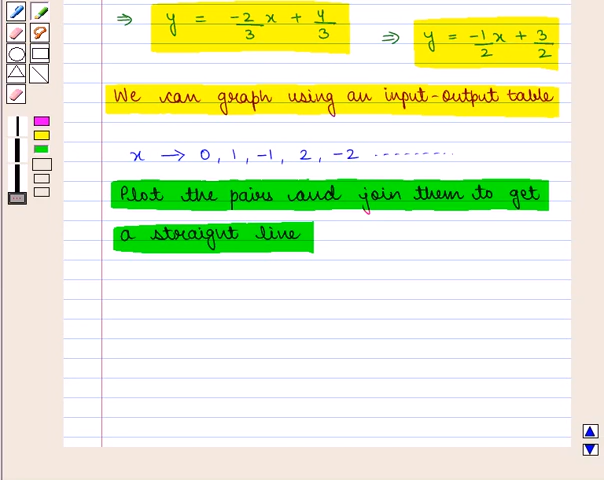 ⇒ y = -2/3 x + 4/3
⇒ y = -1/2 x + 3/2
We can graph using an input-output table
x → 0, 1, -1, 2, -2 ..........
Plot the pairs and join them to get
a straight line